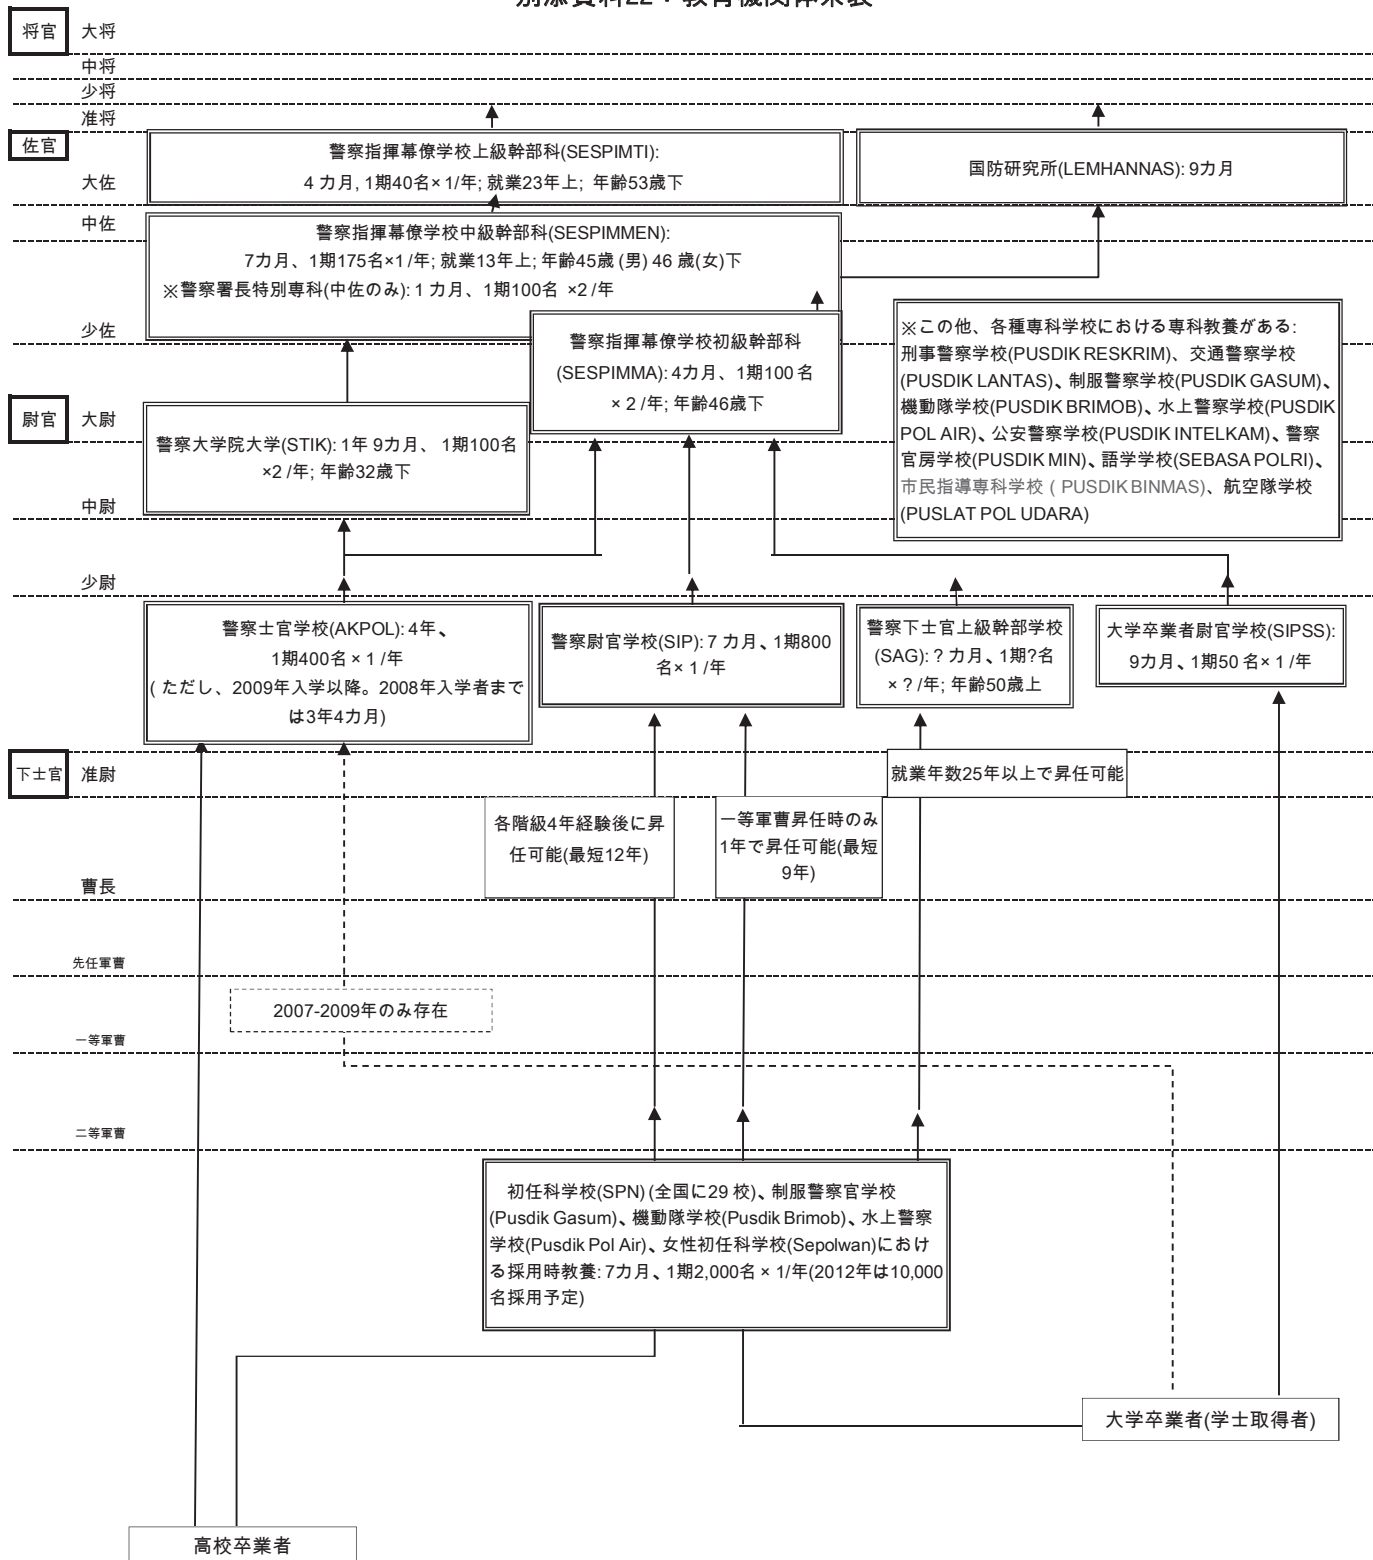 別添資料22：教育機関体系表
将官
大将
中将
少将
准将
佐官
大佐
警察指揮幕僚学校上級幹部科(SESPIMTI):
4 カ月, 1期40名× 1/年; 就業23年上; 年齢53歳下
国防研究所(LEMHANNAS): 9カ月
中佐
警察指揮幕僚学校中級幹部科(SESPIMMEN):
7カ月、1期175名×1 /年; 就業13年上; 年齢45歳 (男) 46 歳(女)下
※警察署長特別専科(中佐のみ): 1 カ月、1期100名 ×2 /年
少佐
警察指揮幕僚学校初級幹部科
(SESPIMMA): 4カ月、1期100 名
× 2 /年; 年齢46歳下
※この他、各種専科学校における専科教養がある:
刑事警察学校(PUSDIK RESKRIM)、交通警察学校
(PUSDIK LANTAS)、制服警察学校(PUSDIK GASUM)、
機動隊学校(PUSDIK BRIMOB)、水上警察学校(PUSDIK
POL AIR)、公安警察学校(PUSDIK INTELKAM)、警察
官房学校(PUSDIK MIN)、語学学校(SEBASA POLRI)、
市民指導専科学校 ( PUSDIK BINMAS)、航空隊学校
(PUSLAT POL UDARA)
尉官
大尉
警察大学院大学(STIK): 1年 9カ月、 1期100名
×2 /年; 年齢32歳下
中尉
少尉
警察士官学校(AKPOL): 4年、
1期400名 × 1 /年
( ただし、2009年入学以降。2008年入学者まで
は3年4カ月)
警察尉官学校(SIP): 7 カ月、1期800
名× 1 /年
警察下士官上級幹部学校
(SAG): ? カ月、1期?名
× ? /年; 年齢50歳上
大学卒業者尉官学校(SIPSS):
9カ月、1期50 名× 1 /年
下士官
准尉
就業年数25年以上で昇任可能
各階級4年経験後に昇
任可能(最短12年)
一等軍曹昇任時のみ
1年で昇任可能(最短
9年)
曹長
先任軍曹
2007-2009年のみ存在
一等軍曹
二等軍曹
初任科学校(SPN) (全国に29 校)、制服警察官学校
(Pusdik Gasum)、機動隊学校(Pusdik Brimob)、水上警察
学校(Pusdik Pol Air)、女性初任科学校(Sepolwan)におけ
る採用時教養: 7カ月、1期2,000名 × 1/年(2012年は10,000
名採用予定)
大学卒業者(学士取得者)
高校卒業者